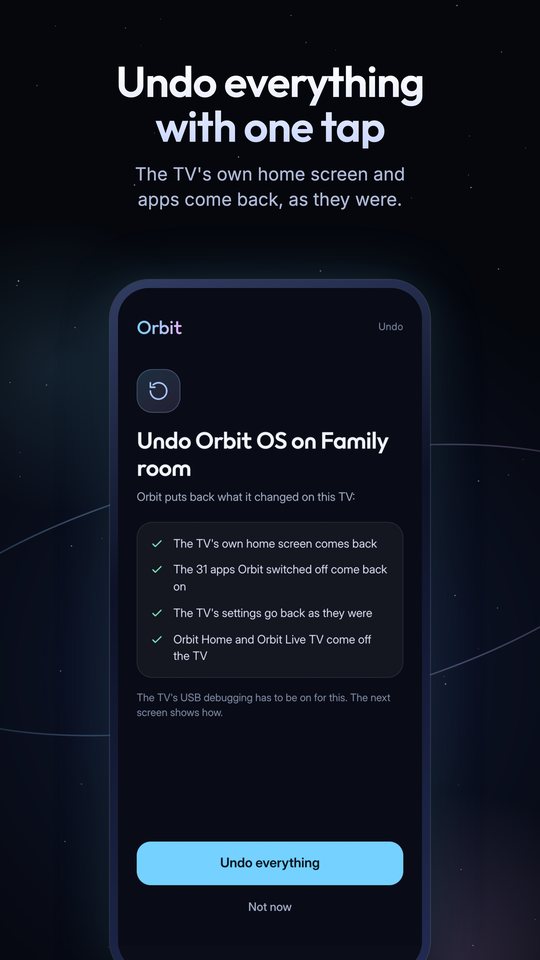 Undo everything
with one tap
The TV's own home screen and
apps come back, as they were.
Orbit
Undo
Undo Orbit OS on Family
room
Orbit puts back what it changed on this TV:
The TV's own home screen comes back
The 31 apps Orbit switched off come back
on
The TV's settings go back as they were
Orbit Home and Orbit Live TV come off
the TV
The TV's USB debugging has to be on for this. The next
screen shows how.
Undo everything
Not now